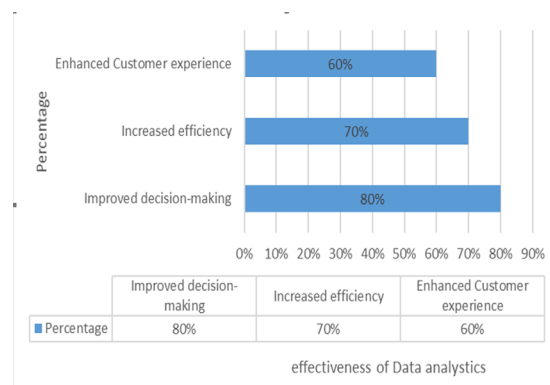 Enhanced Customer experience
60%
Percentage
Increased efficiency
70%
Improved decision-making
80%
0% 10% 20% 30% 40% 50% 60% 70% 80% 90%
Improved decision-
making
Increased efficiency
Enhanced Customer
experience
Percentage
80%
70%
60%
effectiveness of Data analystics